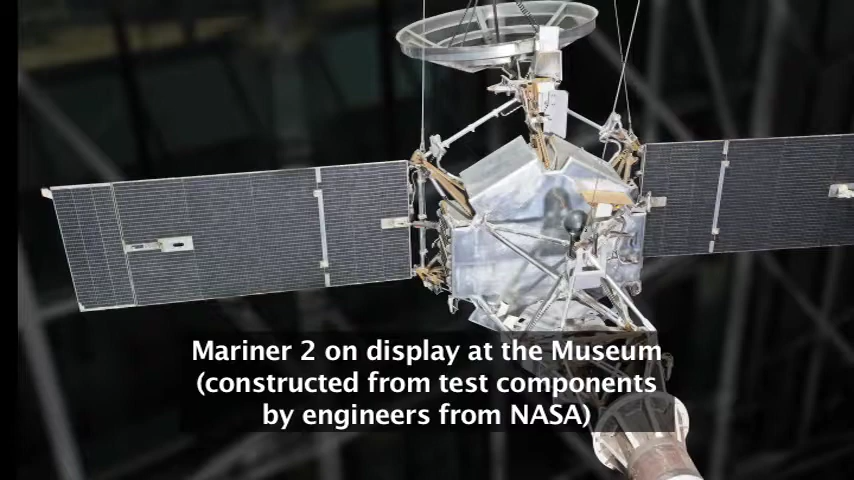 Mariner 2 on display at the Museum
(constructed from test components
by engineers from NASA)